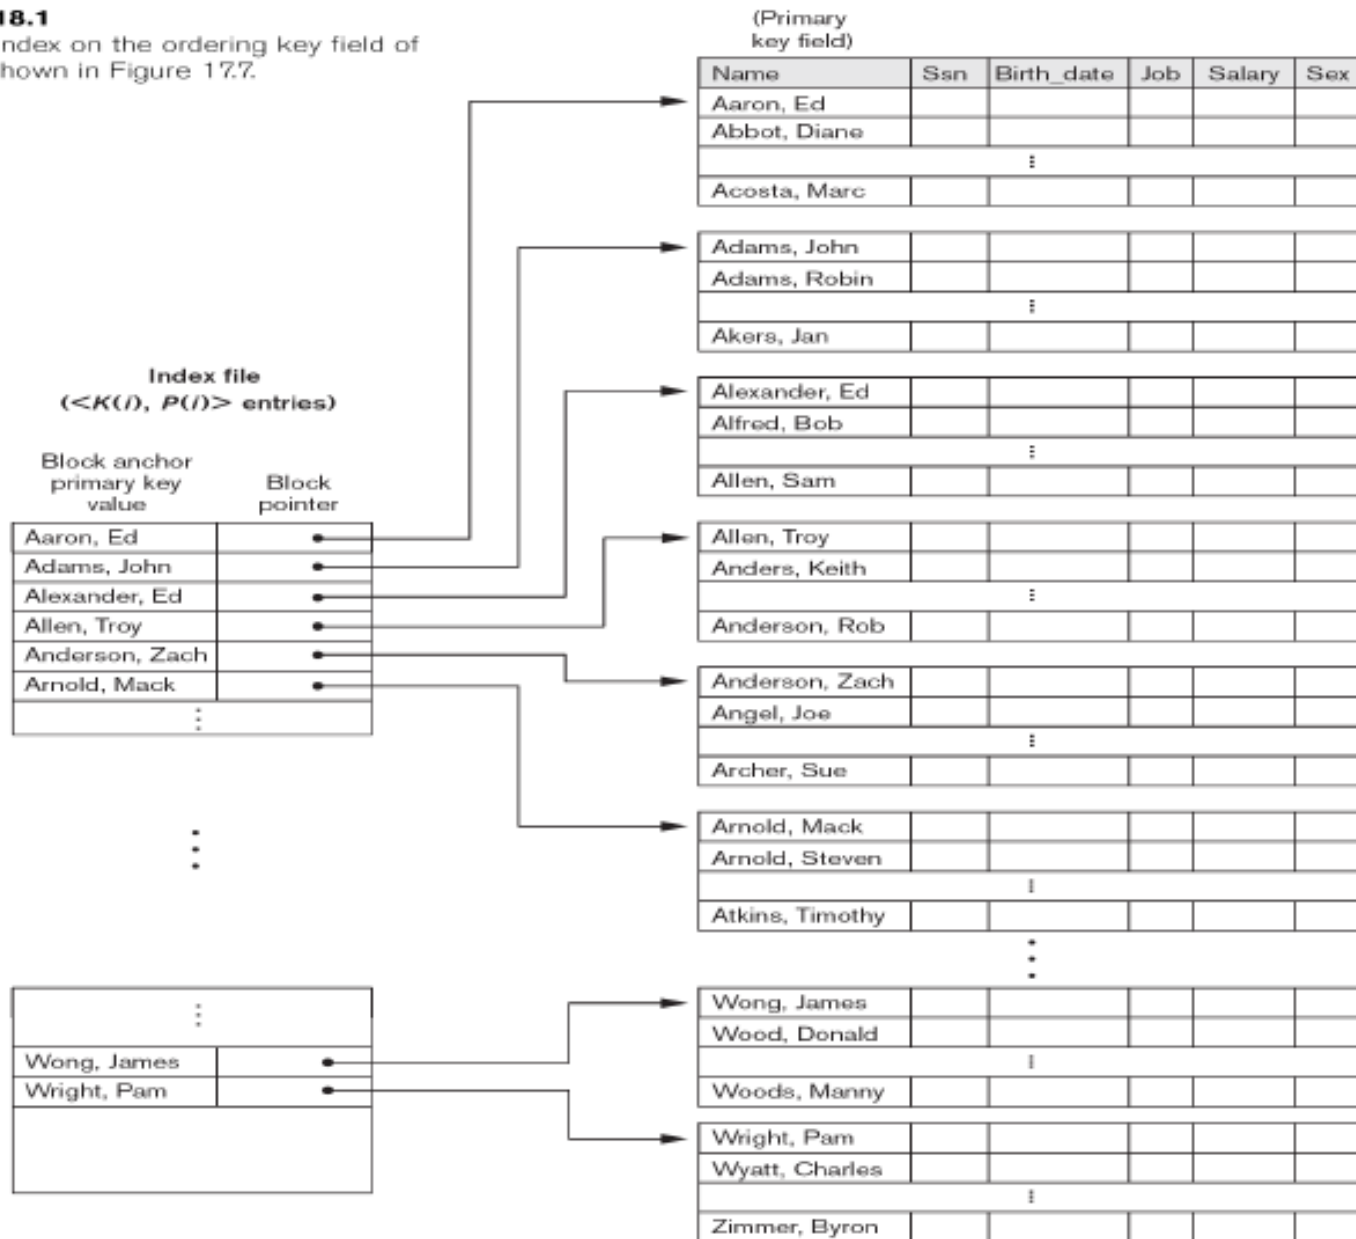 18.1
ndex on the ordering key field of
hown in Figure 17.7.
(Primary
key field)
Name Ssn Birth_date Job Salary Sex
Aaron, Ed
Abbot, Diane
⋮
Acosta, Marc
Adams, John
Adams, Robin
⋮
Akers, Jan
Alexander, Ed
Alfred, Bob
⋮
Allen, Sam
Allen, Troy
Anders, Keith
⋮
Anderson, Rob
Anderson, Zach
Angel, Joe
⋮
Archer, Sue
Arnold, Mack
Arnold, Steven
⋮
Atkins, Timothy
⋮
Wong, James
Wood, Donald
⋮
Woods, Manny
Wright, Pam
Wyatt, Charles
⋮
Zimmer, Byron
Index file
(<K(i), P(i)> entries)
Block anchor
primary key
value
Block
pointer
Aaron, Ed
Adams, John
Alexander, Ed
Allen, Troy
Anderson, Zach
Arnold, Mack
⋮
⋮
⋮
Wong, James
Wright, Pam